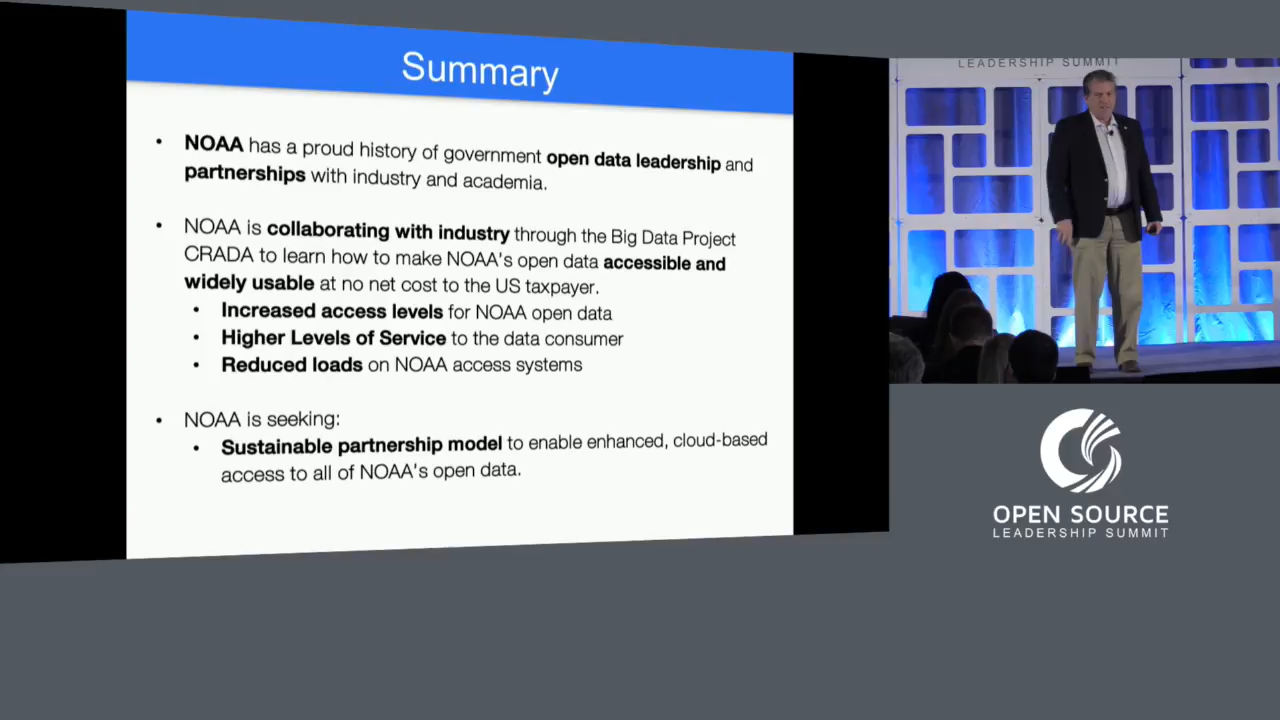 Summary
• NOAA has a proud history of government open data leadership and
partnerships with industry and academia.
• NOAA is collaborating with industry through the Big Data Project
CRADA to learn how to make NOAA's open data accessible and
widely usable at no net cost to the US taxpayer.
• Increased access levels for NOAA open data
• Higher Levels of Service to the data consumer
• Reduced loads on NOAA access systems
• NOAA is seeking:
• Sustainable partnership model to enable enhanced, cloud-based
access to all of NOAA's open data.
LEADERSHIP SUMMIT
OPEN SOURCE
LEADERSHIP SUMMIT